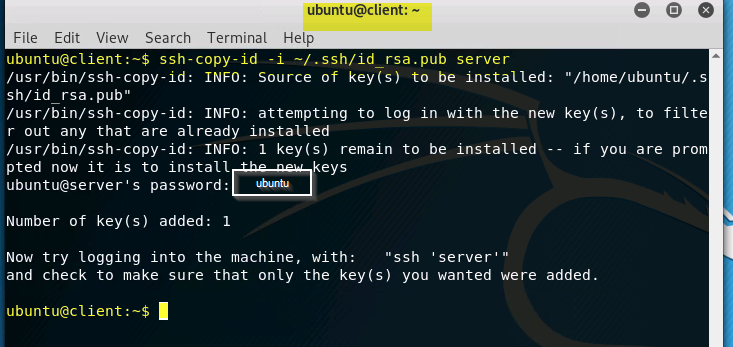 ubuntu@client: ~
File Edit View Search Terminal Help
ubuntu@client:~$ ssh-copy-id -i ~/.ssh/id_rsa.pub server
/usr/bin/ssh-copy-id: INFO: Source of key(s) to be installed: "/home/ubuntu/.s
sh/id_rsa.pub"
/usr/bin/ssh-copy-id: INFO: attempting to log in with the new key(s), to filte
r out any that are already installed
/usr/bin/ssh-copy-id: INFO: 1 key(s) remain to be installed -- if you are prom
pted now it is to install the new keys
ubuntu@server's password: ubuntu
Number of key(s) added: 1
Now try logging into the machine, with:   "ssh 'server'"
and check to make sure that only the key(s) you wanted were added.
ubuntu@client:~$